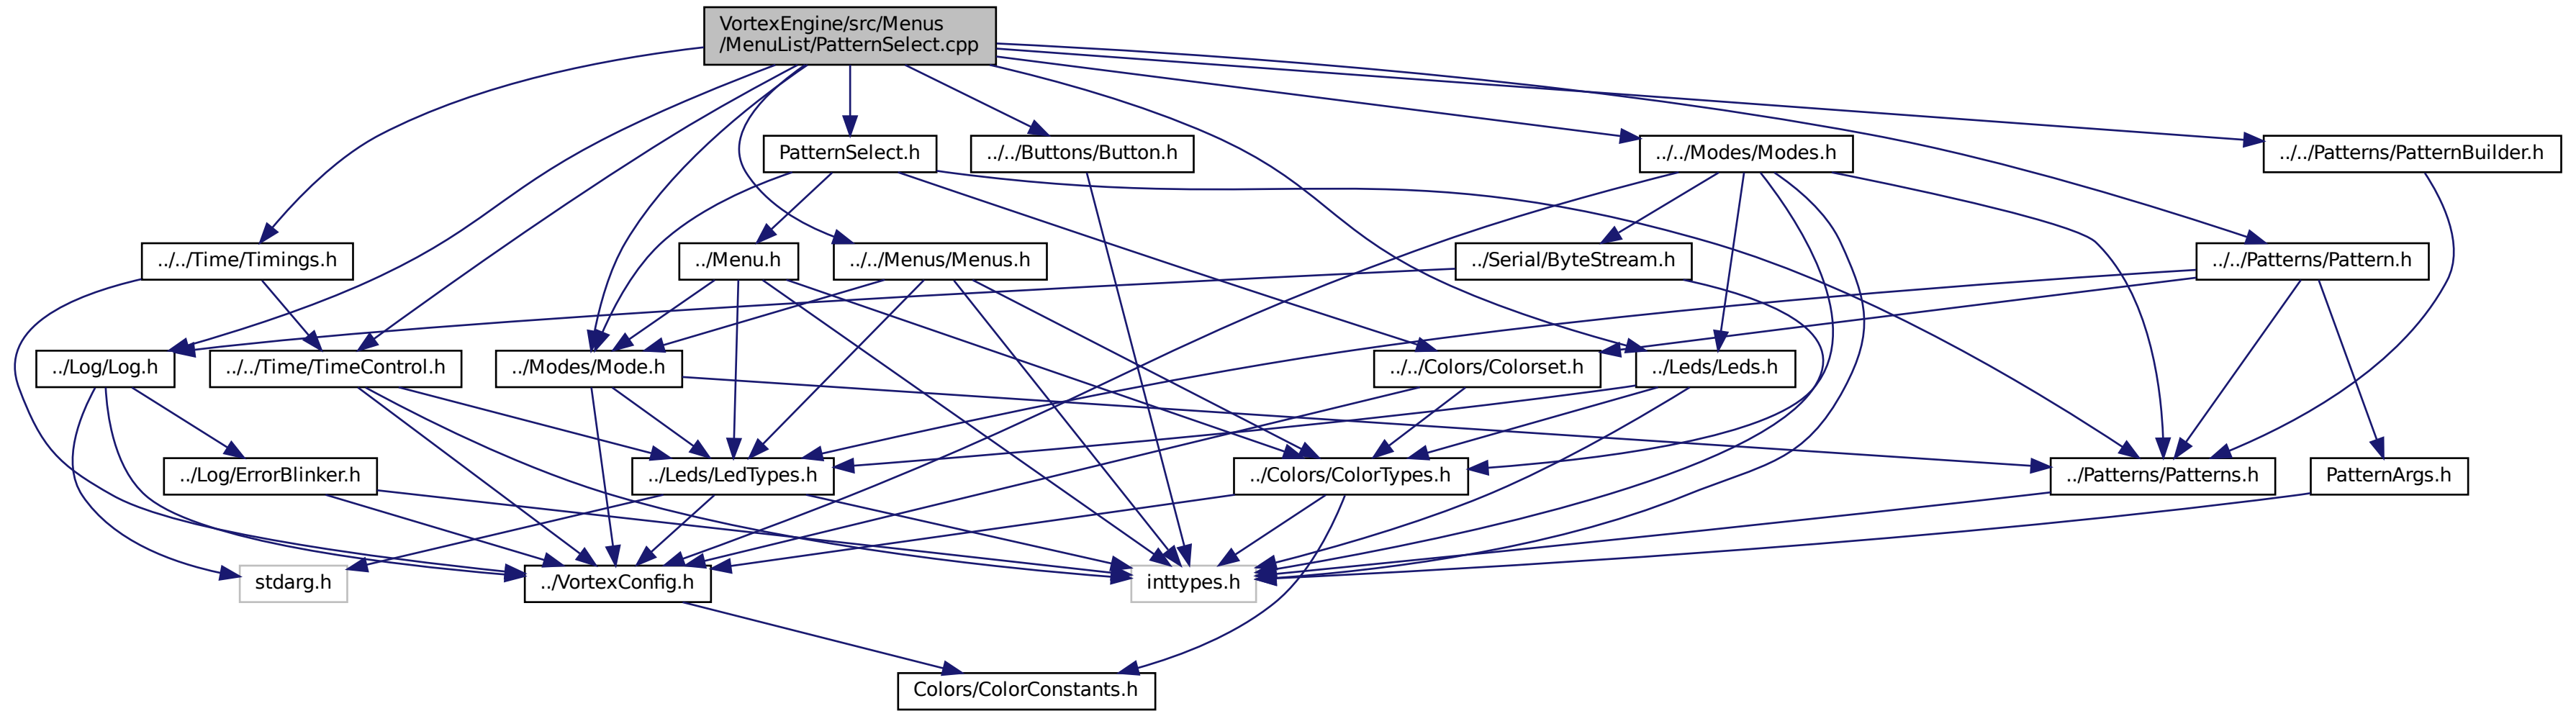 VortexEngine/src/Menus
/MenuList/PatternSelect.cpp
PatternSelect.h
../../Buttons/Button.h
../../Modes/Modes.h
../../Patterns/PatternBuilder.h
../../Time/Timings.h
../Menu.h
../../Menus/Menus.h
../Serial/ByteStream.h
../../Patterns/Pattern.h
../Log/Log.h
../../Time/TimeControl.h
../Modes/Mode.h
../../Colors/Colorset.h
../Leds/Leds.h
../Log/ErrorBlinker.h
../Leds/LedTypes.h
../Colors/ColorTypes.h
../Patterns/Patterns.h
PatternArgs.h
stdarg.h
../VortexConfig.h
inttypes.h
Colors/ColorConstants.h